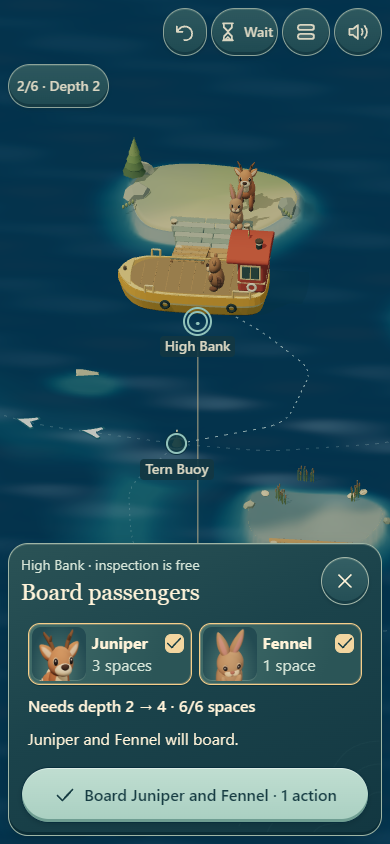 Wait
2/6 · Depth 2
High Bank
Tern Buoy
High Bank · inspection is free
Board passengers
Juniper
3 spaces
Fennel
1 space
Needs depth 2 → 4 · 6/6 spaces
Juniper and Fennel will board.
Board Juniper and Fennel · 1 action